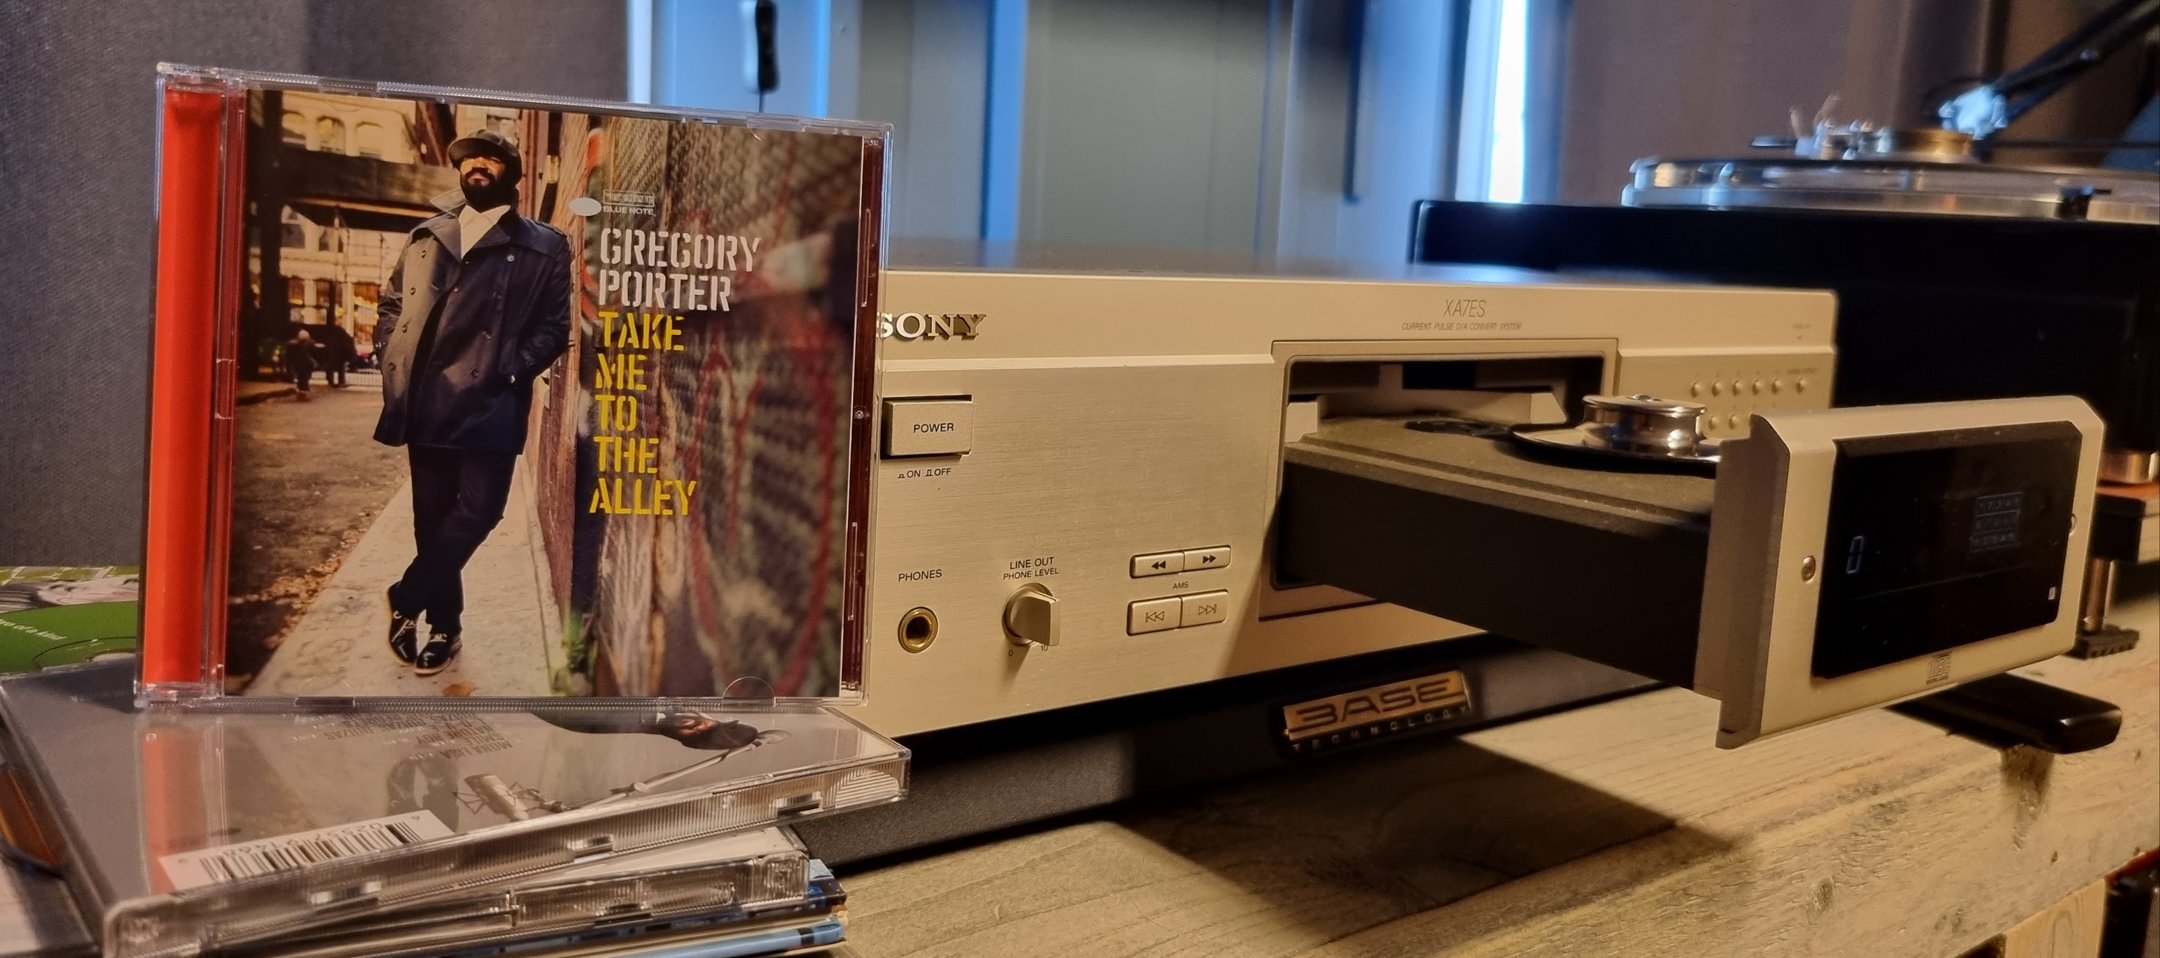 BLUE NOTE
GREGORY
PORTER
TAKE
ME
TO
THE
ALLEY
SONY
XA7ES
CURRENT PULSE D/A CONVERT SYSTEM
POWER
ON OFF
PHONES
LINE OUT
PHONE LEVEL
0 10
AMS
BASE
TECHNOLOGY